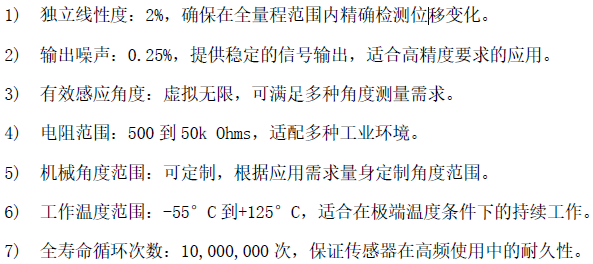 1) 独立线性度：2%，确保在全量程范围内精确检测位移变化。
2) 输出噪声：0.25%，提供稳定的信号输出，适合高精度要求的应用。
3) 有效感应角度：虚拟无限，可满足多种角度测量需求。
4) 电阻范围：500 到 50k Ohms，适配多种工业环境。
5) 机械角度范围：可定制，根据应用需求量身定制角度范围。
6) 工作温度范围：-55° C 到+125° C，适合在极端温度条件下的持续工作。
7) 全寿命循环次数：10,000,000 次，保证传感器在高频使用中的耐久性。